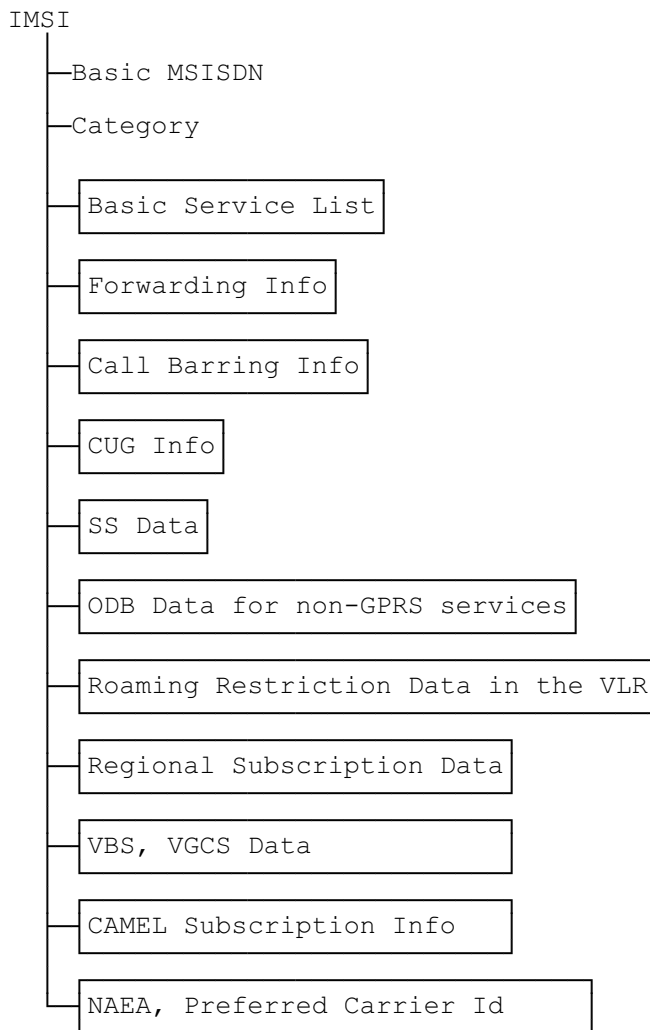 IMSI
Basic MSISDN
Category
Basic Service List
Forwarding Info
Call Barring Info
CUG Info
SS Data
ODB Data for non-GPRS services
Roaming Restriction Data in the VLR
Regional Subscription Data
VBS, VGCS Data
CAMEL Subscription Info
NAEA, Preferred Carrier Id